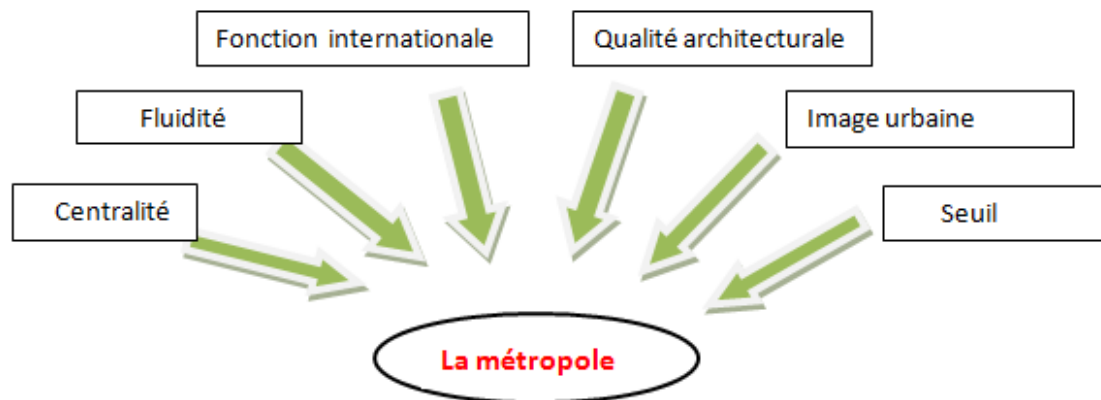 Fonction internationale
Qualité architecturale
Fluidité
Image urbaine
Centralité
Seuil
La métropole